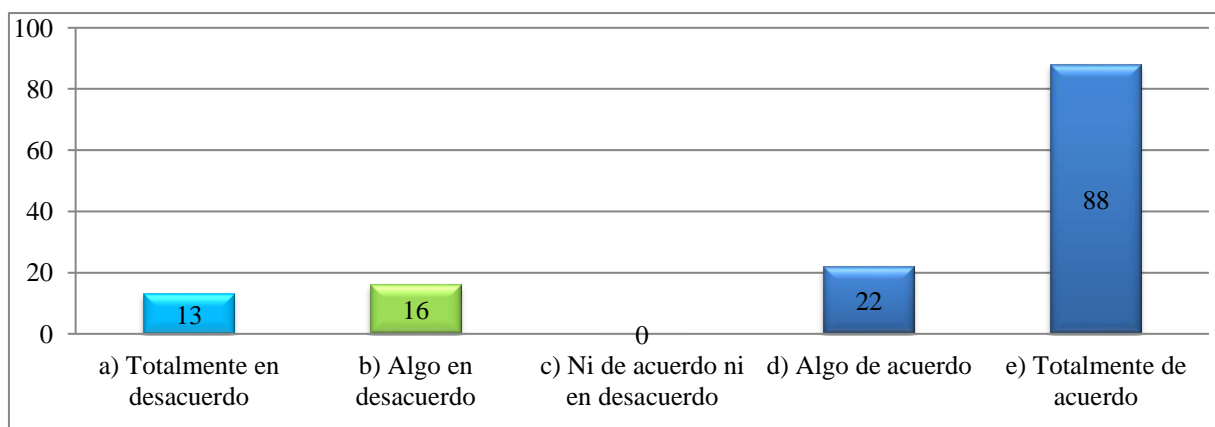 100
80
60
40
20
0
13
16
0
22
88
a) Totalmente en
desacuerdo
b) Algo en
desacuerdo
c) Ni de acuerdo ni
en desacuerdo
d) Algo de acuerdo
e) Totalmente de
acuerdo